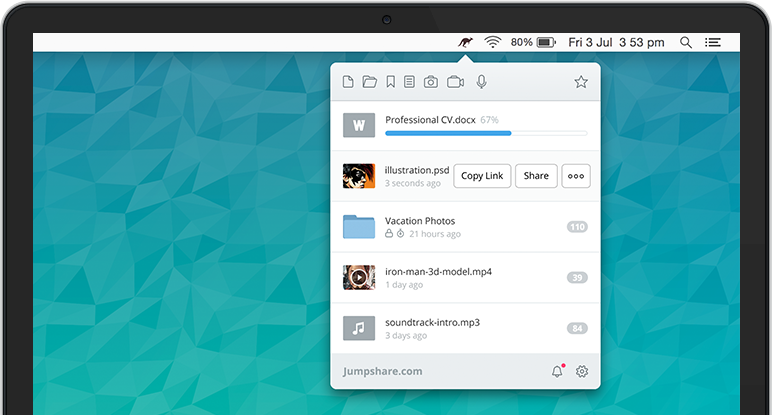 80% Fri 3 Jul 3 53 pm
W Professional CV.docx 67%
illustration.psd
3 seconds ago
Copy Link Share
Vacation Photos
21 hours ago
110
iron-man-3d-model.mp4
1 day ago
39
soundtrack-intro.mp3
3 days ago
84
Jumpshare.com